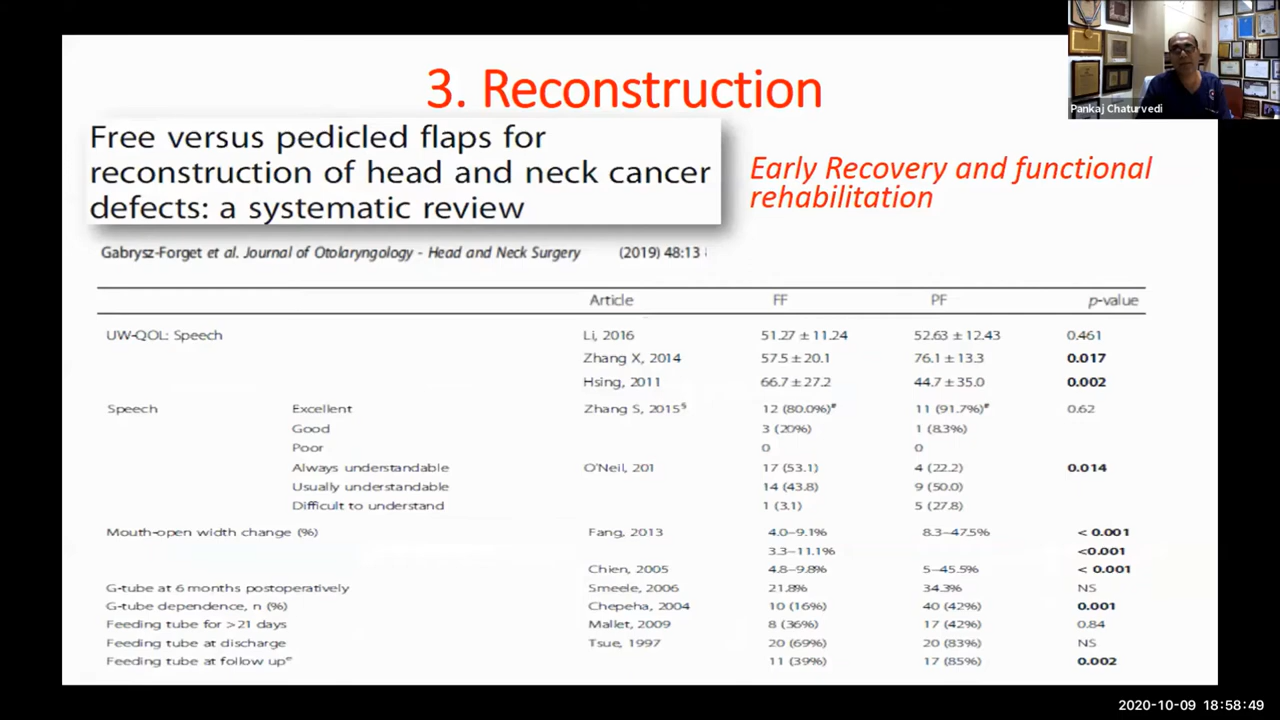 Pankaj Chaturvedi
3. Reconstruction
Free versus pedicled flaps for
reconstruction of head and neck cancer
defects: a systematic review
Early Recovery and functional
rehabilitation
Gabrysz-Forget et al. Journal of Otolaryngology - Head and Neck Surgery (2019) 48:13
Article FF PF p-value
UW-QOL: Speech Li, 2016 51.27 ± 11.24 52.63 ± 12.43 0.461
Zhang X, 2014 57.5 ± 20.1 76.1 ± 13.3 0.017
Hsing, 2011 66.7 ± 27.2 44.7 ± 35.0 0.002
Speech Excellent Zhang S, 2015§ 12 (80.0%)# 11 (91.7%)# 0.62
Good 3 (20%) 1 (8.3%)
Poor 0 0
Always understandable O'Neil, 201 17 (53.1) 4 (22.2) 0.014
Usually understandable 14 (43.8) 9 (50.0)
Difficult to understand 1 (3.1) 5 (27.8)
Mouth-open width change (%) Fang, 2013 4.0–9.1% 8.3–47.5% < 0.001
3.3–11.1% <0.001
Chien, 2005 4.8–9.8% 5–45.5% < 0.001
G-tube at 6 months postoperatively Smeele, 2006 21.8% 34.3% NS
G-tube dependence, n (%) Chepeha, 2004 10 (16%) 40 (42%) 0.001
Feeding tube for >21 days Mallet, 2009 8 (36%) 17 (42%) 0.84
Feeding tube at discharge Tsue, 1997 20 (69%) 20 (83%) NS
Feeding tube at follow up 11 (39%) 17 (85%) 0.002
2020-10-09 18:58:49